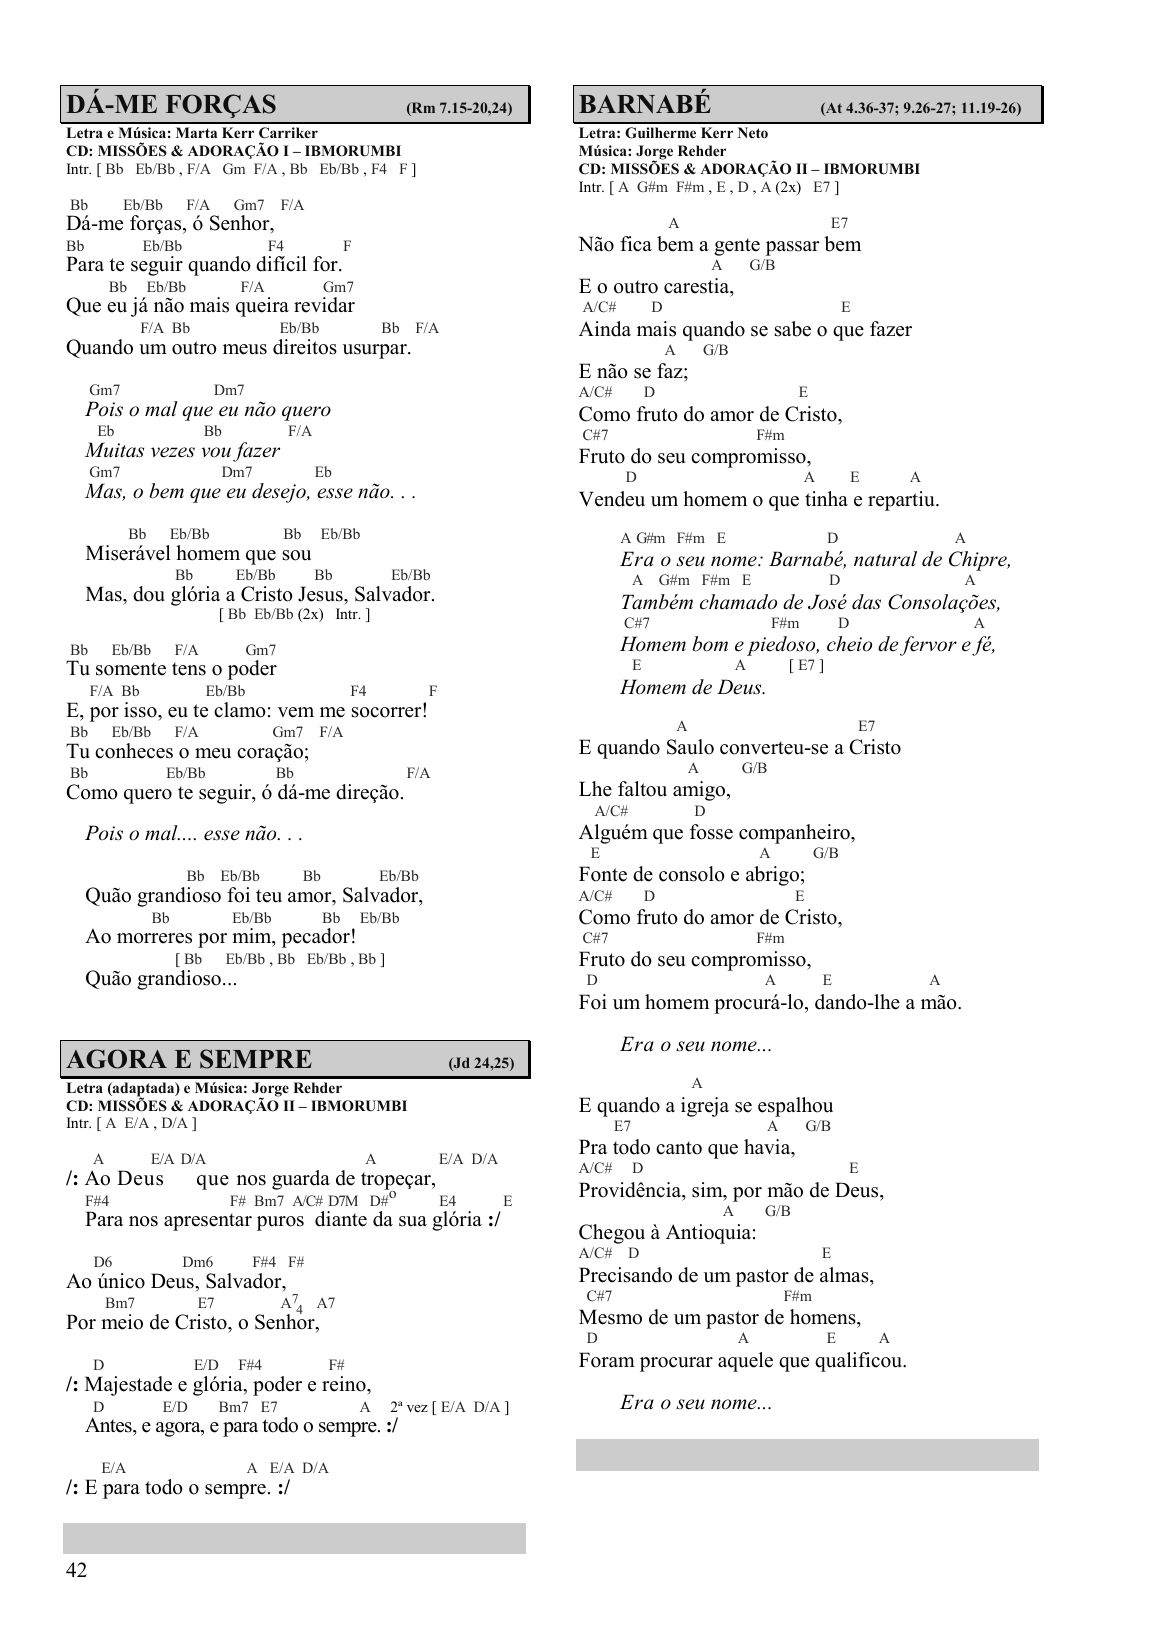 DÁ-ME FORÇAS (Rm 7.15-20,24)
Letra e Música: Marta Kerr Carriker
CD: MISSÕES & ADORAÇÃO I – IBMORUMBI
Intr. [ Bb Eb/Bb , F/A Gm F/A , Bb Eb/Bb , F4 F ]
Bb Eb/Bb F/A Gm7 F/A
Dá-me forças, ó Senhor,
Bb Eb/Bb F4 F
Para te seguir quando difícil for.
Bb Eb/Bb F/A Gm7
Que eu já não mais queira revidar
F/A Bb Eb/Bb Bb F/A
Quando um outro meus direitos usurpar.
Gm7 Dm7
Pois o mal que eu não quero
Eb Bb F/A
Muitas vezes vou fazer
Gm7 Dm7 Eb
Mas, o bem que eu desejo, esse não. . .
Bb Eb/Bb Bb Eb/Bb
Miserável homem que sou
Bb Eb/Bb Bb Eb/Bb
Mas, dou glória a Cristo Jesus, Salvador.
[ Bb Eb/Bb (2x) Intr. ]
Bb Eb/Bb F/A Gm7
Tu somente tens o poder
F/A Bb Eb/Bb F4 F
E, por isso, eu te clamo: vem me socorrer!
Bb Eb/Bb F/A Gm7 F/A
Tu conheces o meu coração;
Bb Eb/Bb Bb F/A
Como quero te seguir, ó dá-me direção.
Pois o mal.... esse não. . .
Bb Eb/Bb Bb Eb/Bb
Quão grandioso foi teu amor, Salvador,
Bb Eb/Bb Bb Eb/Bb
Ao morreres por mim, pecador!
[ Bb Eb/Bb , Bb Eb/Bb , Bb ]
Quão grandioso...
AGORA E SEMPRE (Jd 24,25)
Letra (adaptada) e Música: Jorge Rehder
CD: MISSÕES & ADORAÇÃO II – IBMORUMBI
Intr. [ A E/A , D/A ]
A E/A D/A A E/A D/A
/: Ao Deus que nos guarda de tropeçar,
F#4 F# Bm7 A/C# D7M D#º E4 E
Para nos apresentar puros diante da sua glória :/
D6 Dm6 F#4 F#
Ao único Deus, Salvador,
Bm7 E7 A⁷₄ A7
Por meio de Cristo, o Senhor,
D E/D F#4 F#
/: Majestade e glória, poder e reino,
D E/D Bm7 E7 A 2ª vez [ E/A D/A ]
Antes, e agora, e para todo o sempre. :/
E/A A E/A D/A
/: E para todo o sempre. :/
42
BARNABÉ (At 4.36-37; 9.26-27; 11.19-26)
Letra: Guilherme Kerr Neto
Música: Jorge Rehder
CD: MISSÕES & ADORAÇÃO II – IBMORUMBI
Intr. [ A G#m F#m , E , D , A (2x) E7 ]
A E7
Não fica bem a gente passar bem
A G/B
E o outro carestia,
A/C# D E
Ainda mais quando se sabe o que fazer
A G/B
E não se faz;
A/C# D E
Como fruto do amor de Cristo,
C#7 F#m
Fruto do seu compromisso,
D A E A
Vendeu um homem o que tinha e repartiu.
A G#m F#m E D A
Era o seu nome: Barnabé, natural de Chipre,
A G#m F#m E D A
Também chamado de José das Consolações,
C#7 F#m D A
Homem bom e piedoso, cheio de fervor e fé,
E A [ E7 ]
Homem de Deus.
A E7
E quando Saulo converteu-se a Cristo
A G/B
Lhe faltou amigo,
A/C# D
Alguém que fosse companheiro,
E A G/B
Fonte de consolo e abrigo;
A/C# D E
Como fruto do amor de Cristo,
C#7 F#m
Fruto do seu compromisso,
D A E A
Foi um homem procurá-lo, dando-lhe a mão.
Era o seu nome...
A
E quando a igreja se espalhou
E7 A G/B
Pra todo canto que havia,
A/C# D E
Providência, sim, por mão de Deus,
A G/B
Chegou à Antioquia:
A/C# D E
Precisando de um pastor de almas,
C#7 F#m
Mesmo de um pastor de homens,
D A E A
Foram procurar aquele que qualificou.
Era o seu nome...